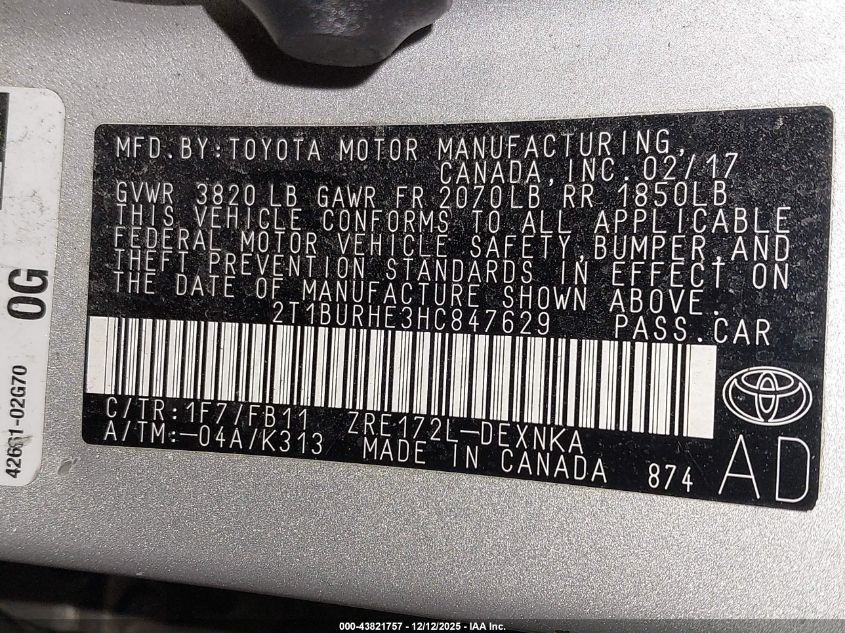 MFD.BY:TOYOTA MOTOR MANUFACTURING,
CANADA,INC. 02/17
GVWR 3820 LB GAWR FR 2070LB RR 1850LB
THIS VEHICLE CONFORMS TO ALL APPLICABLE
FEDERAL MOTOR VEHICLE SAFETY,BUMPER,AND
THEFT PREVENTION STANDARDS IN EFFECT ON
THE DATE OF MANUFACTURE SHOWN ABOVE.
2T1BURHE3HC847629 PASS.CAR
C/TR:1F7/FB11 ZRE172L-DEXNKA
A/TM:-04A/K313 MADE IN CANADA 874 AD
42661-02G70 0G
000-43821757 - 12/12/2025 - IAA Inc.